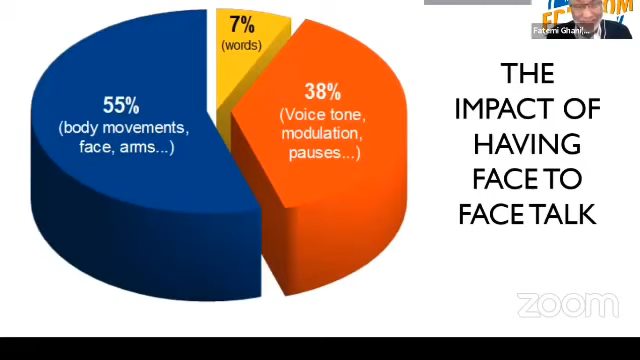 7%
(words)
38%
(Voice tone,
modulation,
pauses...)
55%
(body movements,
face, arms...)
THE
IMPACT OF
HAVING
FACE TO
FACE TALK
zoom